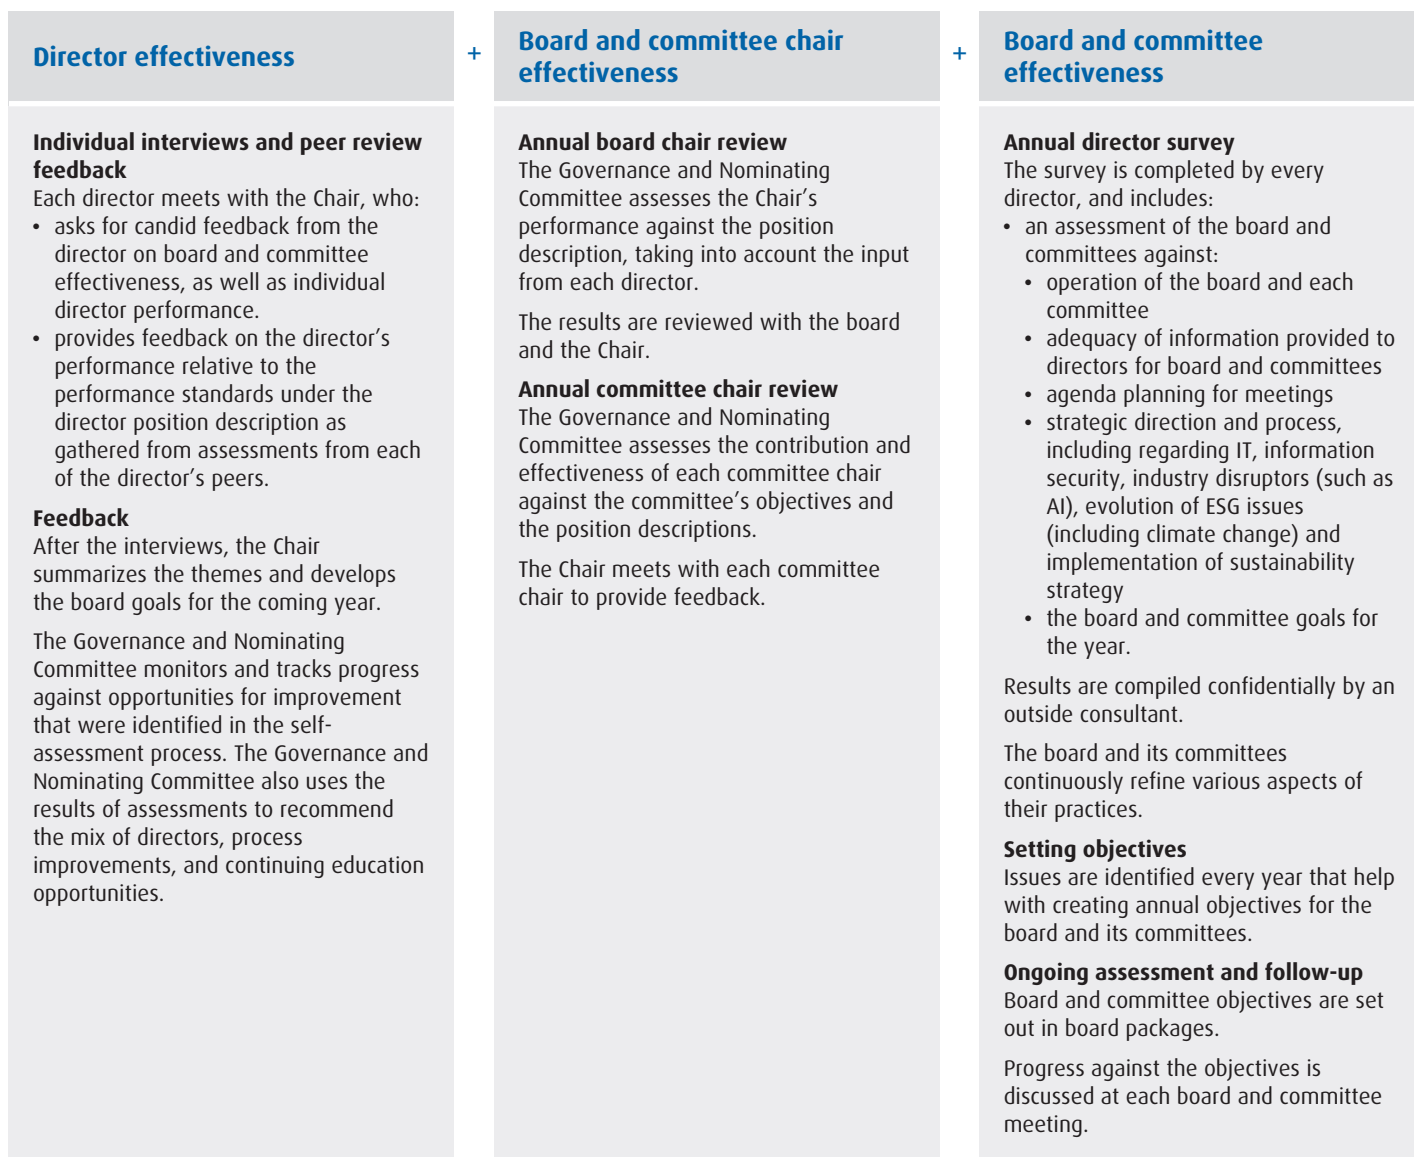 Director effectiveness
+
Board and committee chair
effectiveness
+
Board and committee
effectiveness
Individual interviews and peer review
feedback
Each director meets with the Chair, who:
• asks for candid feedback from the
director on board and committee
effectiveness, as well as individual
director performance.
• provides feedback on the director’s
performance relative to the
performance standards under the
director position description as
gathered from assessments from each
of the director’s peers.
Feedback
After the interviews, the Chair
summarizes the themes and develops
the board goals for the coming year.
The Governance and Nominating
Committee monitors and tracks progress
against opportunities for improvement
that were identified in the self-
assessment process. The Governance and
Nominating Committee also uses the
results of assessments to recommend
the mix of directors, process
improvements, and continuing education
opportunities.
Annual board chair review
The Governance and Nominating
Committee assesses the Chair’s
performance against the position
description, taking into account the input
from each director.
The results are reviewed with the board
and the Chair.
Annual committee chair review
The Governance and Nominating
Committee assesses the contribution and
effectiveness of each committee chair
against the committee’s objectives and
the position descriptions.
The Chair meets with each committee
chair to provide feedback.
Annual director survey
The survey is completed by every
director, and includes:
• an assessment of the board and
committees against:
• operation of the board and each
committee
• adequacy of information provided to
directors for board and committees
• agenda planning for meetings
• strategic direction and process,
including regarding IT, information
security, industry disruptors (such as
AI), evolution of ESG issues
(including climate change) and
implementation of sustainability
strategy
• the board and committee goals for
the year.
Results are compiled confidentially by an
outside consultant.
The board and its committees
continuously refine various aspects of
their practices.
Setting objectives
Issues are identified every year that help
with creating annual objectives for the
board and its committees.
Ongoing assessment and follow-up
Board and committee objectives are set
out in board packages.
Progress against the objectives is
discussed at each board and committee
meeting.